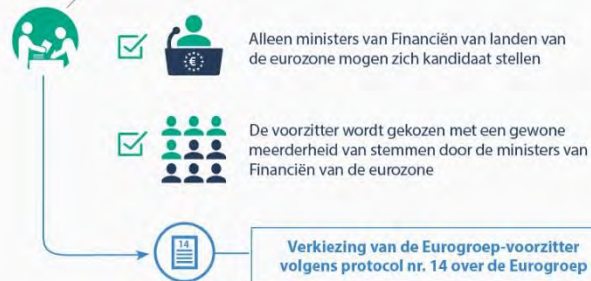 Alleen ministers van Financiën van landen van
de eurozone mogen zich kandidaat stellen
De voorzitter wordt gekozen met een gewone
meerderheid van stemmen door de ministers van
Financiën van de eurozone
14
Verkiezing van de Eurogroep-voorzitter
volgens protocol nr. 14 over de Eurogroep